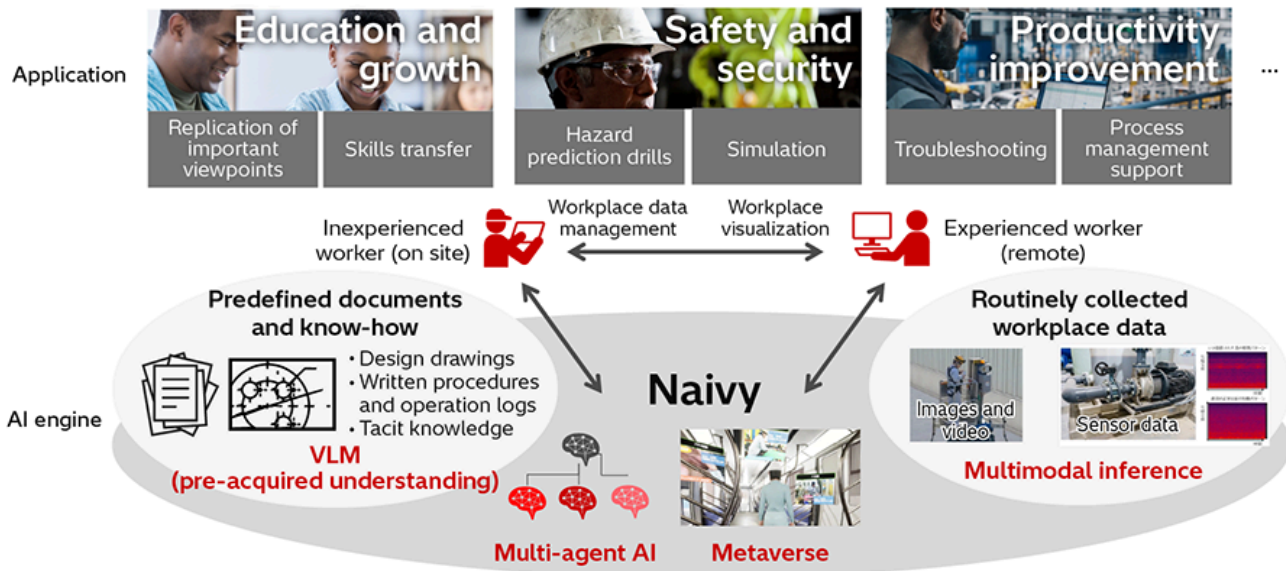 Application
Education and
growth
Replication of
important
viewpoints
Skills transfer
Safety and
security
Hazard
prediction drills
Simulation
Productivity
improvement
Troubleshooting
Process
management
support
...
Inexperienced
worker (on site)
Workplace data
management
Workplace
visualization
Experienced worker
(remote)
AI engine
Predefined documents
and know-how
• Design drawings
• Written procedures
and operation logs
• Tacit knowledge
VLM
(pre-acquired understanding)
Naivy
Multi-agent AI
Metaverse
Routinely collected
workplace data
Images and
video
Sensor data
Multimodal inference